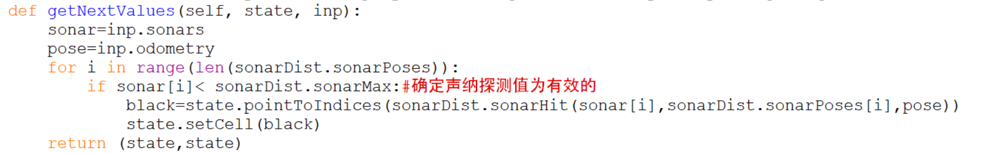 def getNextValues(self, state, inp):
    sonar=inp.sonars
    pose=inp.odometry
    for i in range(len(sonarDist.sonarPoses)):
        if sonar[i]< sonarDist.sonarMax:#确定声纳探测值为有效的
            black=state.pointToIndices(sonarDist.sonarHit(sonar[i],sonarDist.sonarPoses[i],pose))
            state.setCell(black)
    return (state,state)